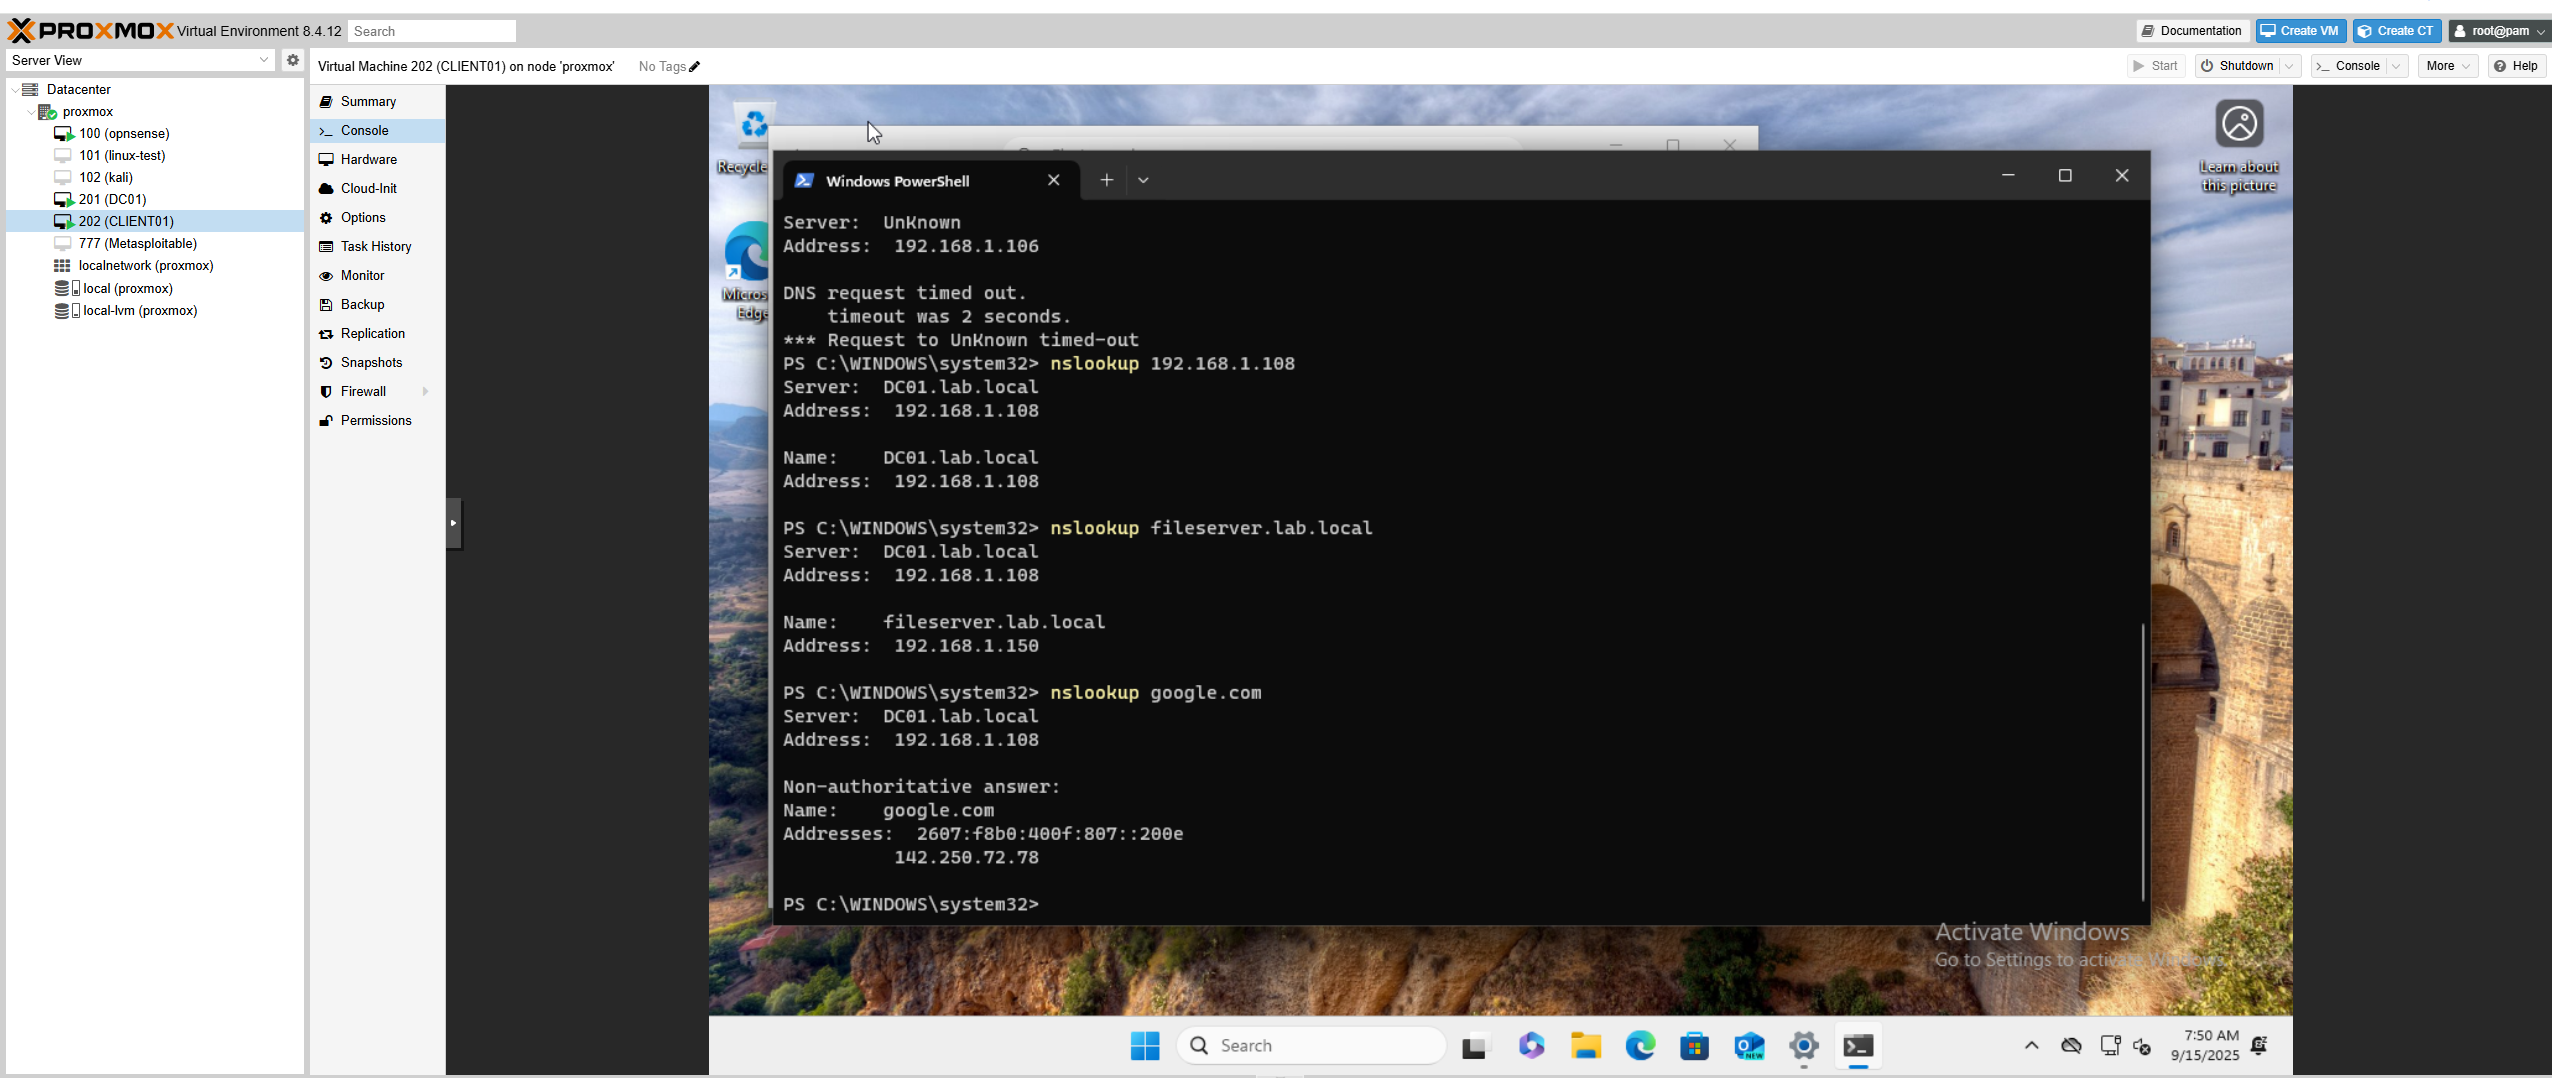 PROXMOX Virtual Environment 8.4.12 Search
Documentation Create VM Create CT root@pam
Server View
Virtual Machine 202 (CLIENT01) on node 'proxmox' No Tags
Start Shutdown >_ Console More Help
Datacenter
proxmox
100 (opnsense)
101 (linux-test)
102 (kali)
201 (DC01)
202 (CLIENT01)
777 (Metasploitable)
localnetwork (proxmox)
local (proxmox)
local-lvm (proxmox)
Summary
>_ Console
Hardware
Cloud-Init
Options
Task History
Monitor
Backup
Replication
Snapshots
Firewall
Permissions
Recycle
Micros
Edge
Learn about
this picture
Windows PowerShell
Server:  UnKnown
Address:  192.168.1.106
DNS request timed out.
    timeout was 2 seconds.
*** Request to UnKnown timed-out
PS C:\WINDOWS\system32> nslookup 192.168.1.108
Server:  DC01.lab.local
Address:  192.168.1.108
Name:    DC01.lab.local
Address:  192.168.1.108
PS C:\WINDOWS\system32> nslookup fileserver.lab.local
Server:  DC01.lab.local
Address:  192.168.1.108
Name:    fileserver.lab.local
Address:  192.168.1.150
PS C:\WINDOWS\system32> nslookup google.com
Server:  DC01.lab.local
Address:  192.168.1.108
Non-authoritative answer:
Name:    google.com
Addresses:  2607:f8b0:400f:807::200e
          142.250.72.78
PS C:\WINDOWS\system32>
Activate Windows
Go to Settings to activate Windows.
Search
7:50 AM
9/15/2025